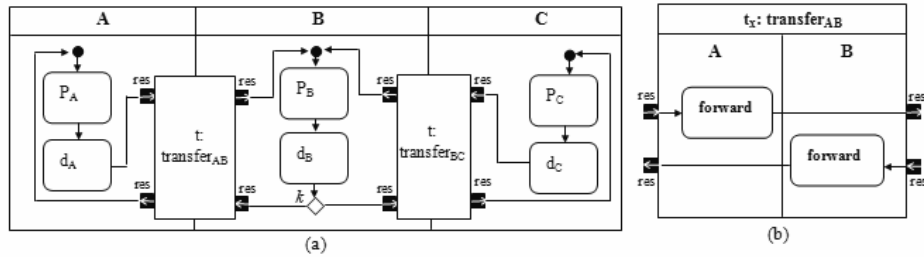 A B C
P_A
d_A
res
res
t:
transfer_AB
res
res
P_B
d_B
k
res
res
t:
transfer_BC
res
res
P_C
d_C
(a)
t_x: transfer_AB
A B
res
res
forward
forward
res
res
(b)